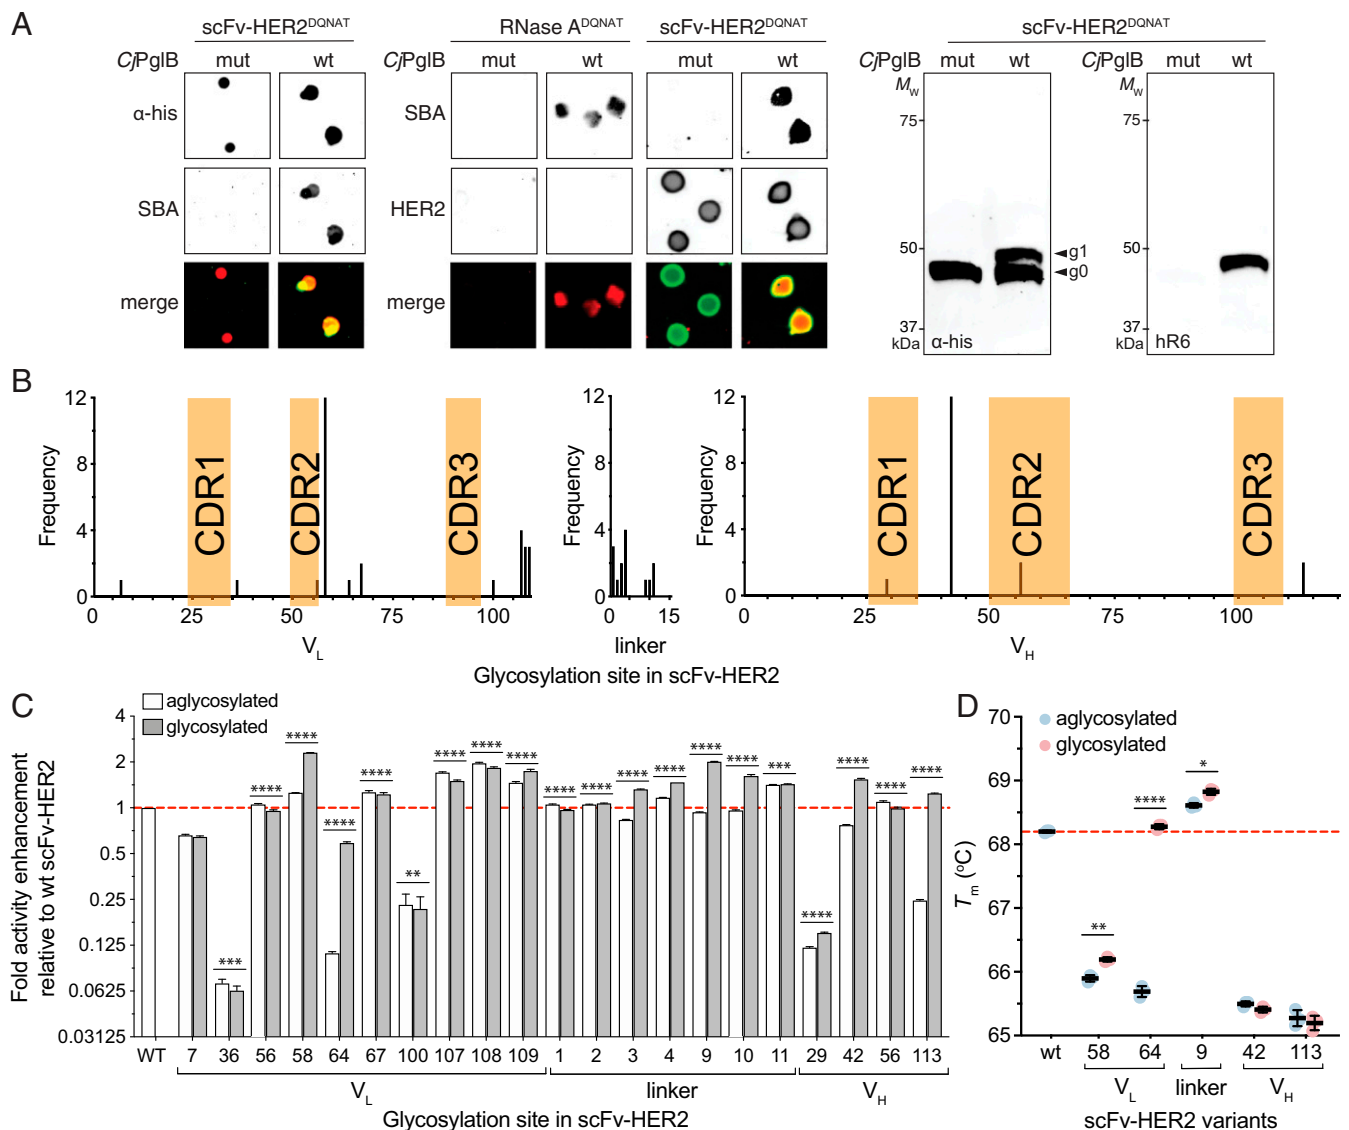 A
scFv-HER2DQNAT
RNase ADQNAT
scFv-HER2DQNAT
scFv-HER2DQNAT
CjPglB mut wt
CjPglB mut wt mut wt
CjPglB mut wt
CjPglB mut wt
α-his
SBA
merge
SBA
HER2
merge
MW
75
50
37
kDa
α-his
g1
g0
MW
75
50
37
kDa
hR6
B
Frequency
12
8
4
0
CDR1
CDR2
CDR3
0 25 50 75 100
VL
Frequency
12
8
4
0
0 15
linker
Frequency
12
8
4
0
CDR1
CDR2
CDR3
0 25 50 75 100
VH
Glycosylation site in scFv-HER2
C
aglycosylated
glycosylated
Fold activity enhancement
relative to wt scFv-HER2
4
2
1
0.5
0.25
0.125
0.0625
0.03125
*** **** **** **** **** ** **** **** **** **** **** **** **** **** **** *** **** **** **** ****
WT 7 36 56 58 64 67 100 107 108 109 1 2 3 4 9 10 11 29 42 56 113
VL linker VH
Glycosylation site in scFv-HER2
D
aglycosylated
glycosylated
Tm (oC)
70
69
68
67
66
65
** **** *
wt 58 64 9 42 113
VL linker VH
scFv-HER2 variants